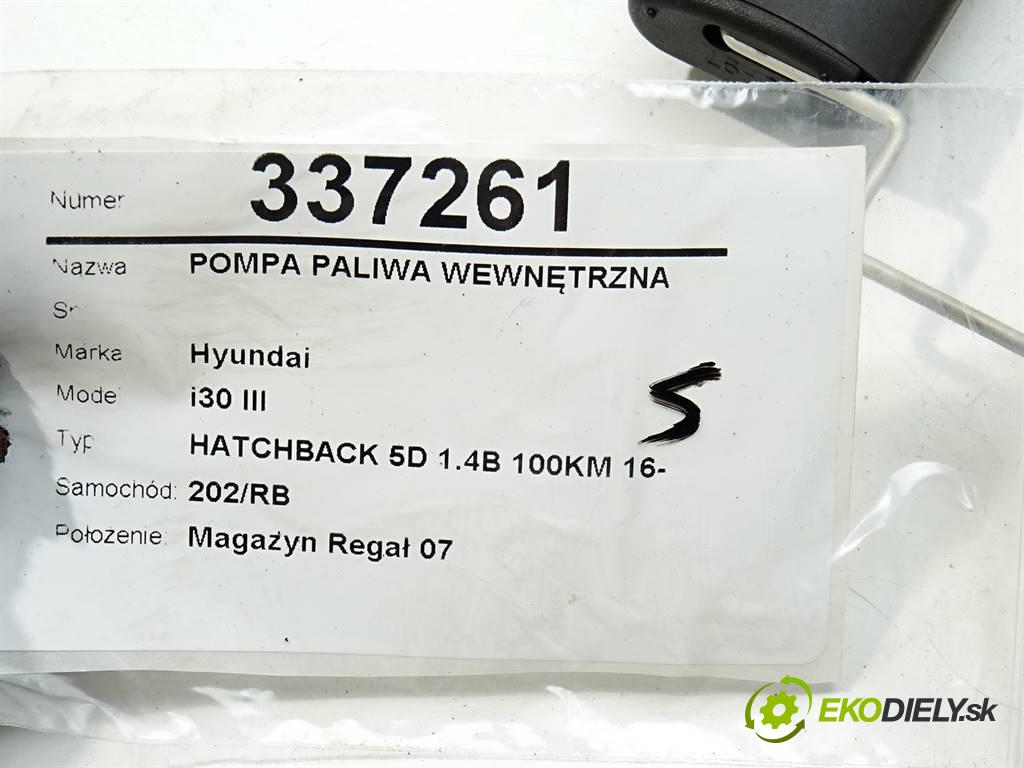 Numer 337261
Nazwa POMPA PALIWA WEWNĘTRZNA
Marka Hyundai
Model i30 III
Typ HATCHBACK 5D 1.4B 100KM 16-
Samochód: 202/RB
Położenie: Magazyn Regał 07
S
EKODIELY.sk